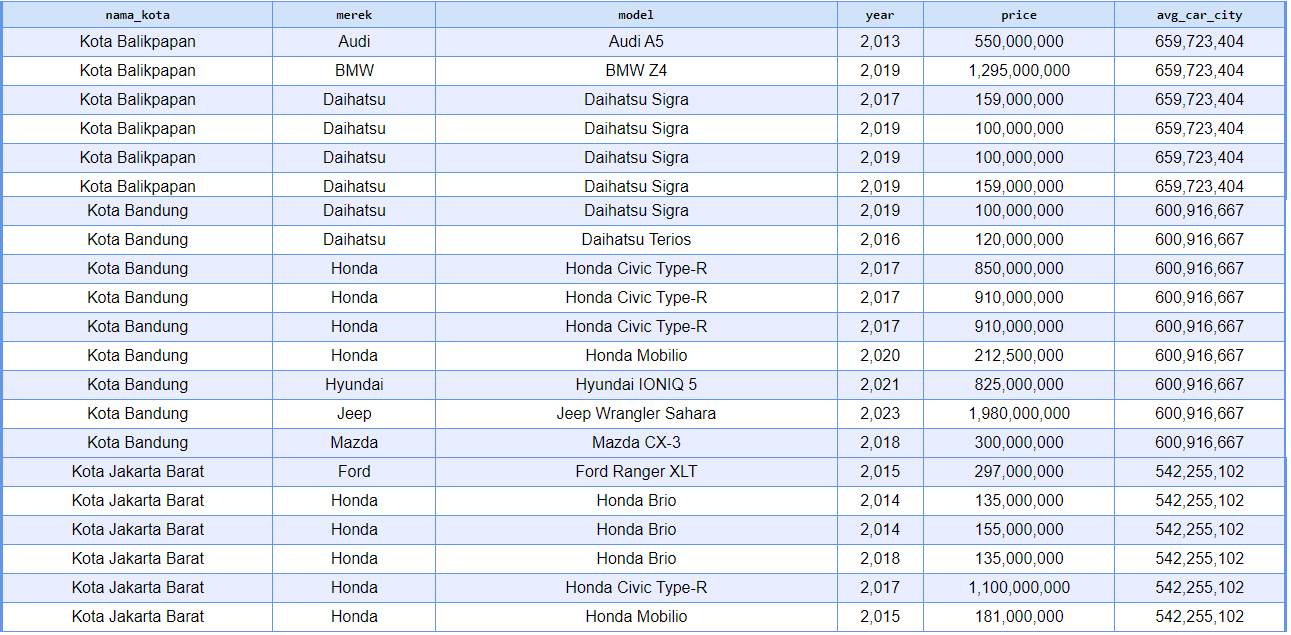 nama_kota merek model year price avg_car_city
Kota Balikpapan Audi Audi A5 2,013 550,000,000 659,723,404
Kota Balikpapan BMW BMW Z4 2,019 1,295,000,000 659,723,404
Kota Balikpapan Daihatsu Daihatsu Sigra 2,017 159,000,000 659,723,404
Kota Balikpapan Daihatsu Daihatsu Sigra 2,019 100,000,000 659,723,404
Kota Balikpapan Daihatsu Daihatsu Sigra 2,019 100,000,000 659,723,404
Kota Balikpapan Daihatsu Daihatsu Sigra 2,019 159,000,000 659,723,404
Kota Bandung Daihatsu Daihatsu Sigra 2,019 100,000,000 600,916,667
Kota Bandung Daihatsu Daihatsu Terios 2,016 120,000,000 600,916,667
Kota Bandung Honda Honda Civic Type-R 2,017 850,000,000 600,916,667
Kota Bandung Honda Honda Civic Type-R 2,017 910,000,000 600,916,667
Kota Bandung Honda Honda Civic Type-R 2,017 910,000,000 600,916,667
Kota Bandung Honda Honda Mobilio 2,020 212,500,000 600,916,667
Kota Bandung Hyundai Hyundai IONIQ 5 2,021 825,000,000 600,916,667
Kota Bandung Jeep Jeep Wrangler Sahara 2,023 1,980,000,000 600,916,667
Kota Bandung Mazda Mazda CX-3 2,018 300,000,000 600,916,667
Kota Jakarta Barat Ford Ford Ranger XLT 2,015 297,000,000 542,255,102
Kota Jakarta Barat Honda Honda Brio 2,014 135,000,000 542,255,102
Kota Jakarta Barat Honda Honda Brio 2,014 155,000,000 542,255,102
Kota Jakarta Barat Honda Honda Brio 2,018 135,000,000 542,255,102
Kota Jakarta Barat Honda Honda Civic Type-R 2,017 1,100,000,000 542,255,102
Kota Jakarta Barat Honda Honda Mobilio 2,015 181,000,000 542,255,102